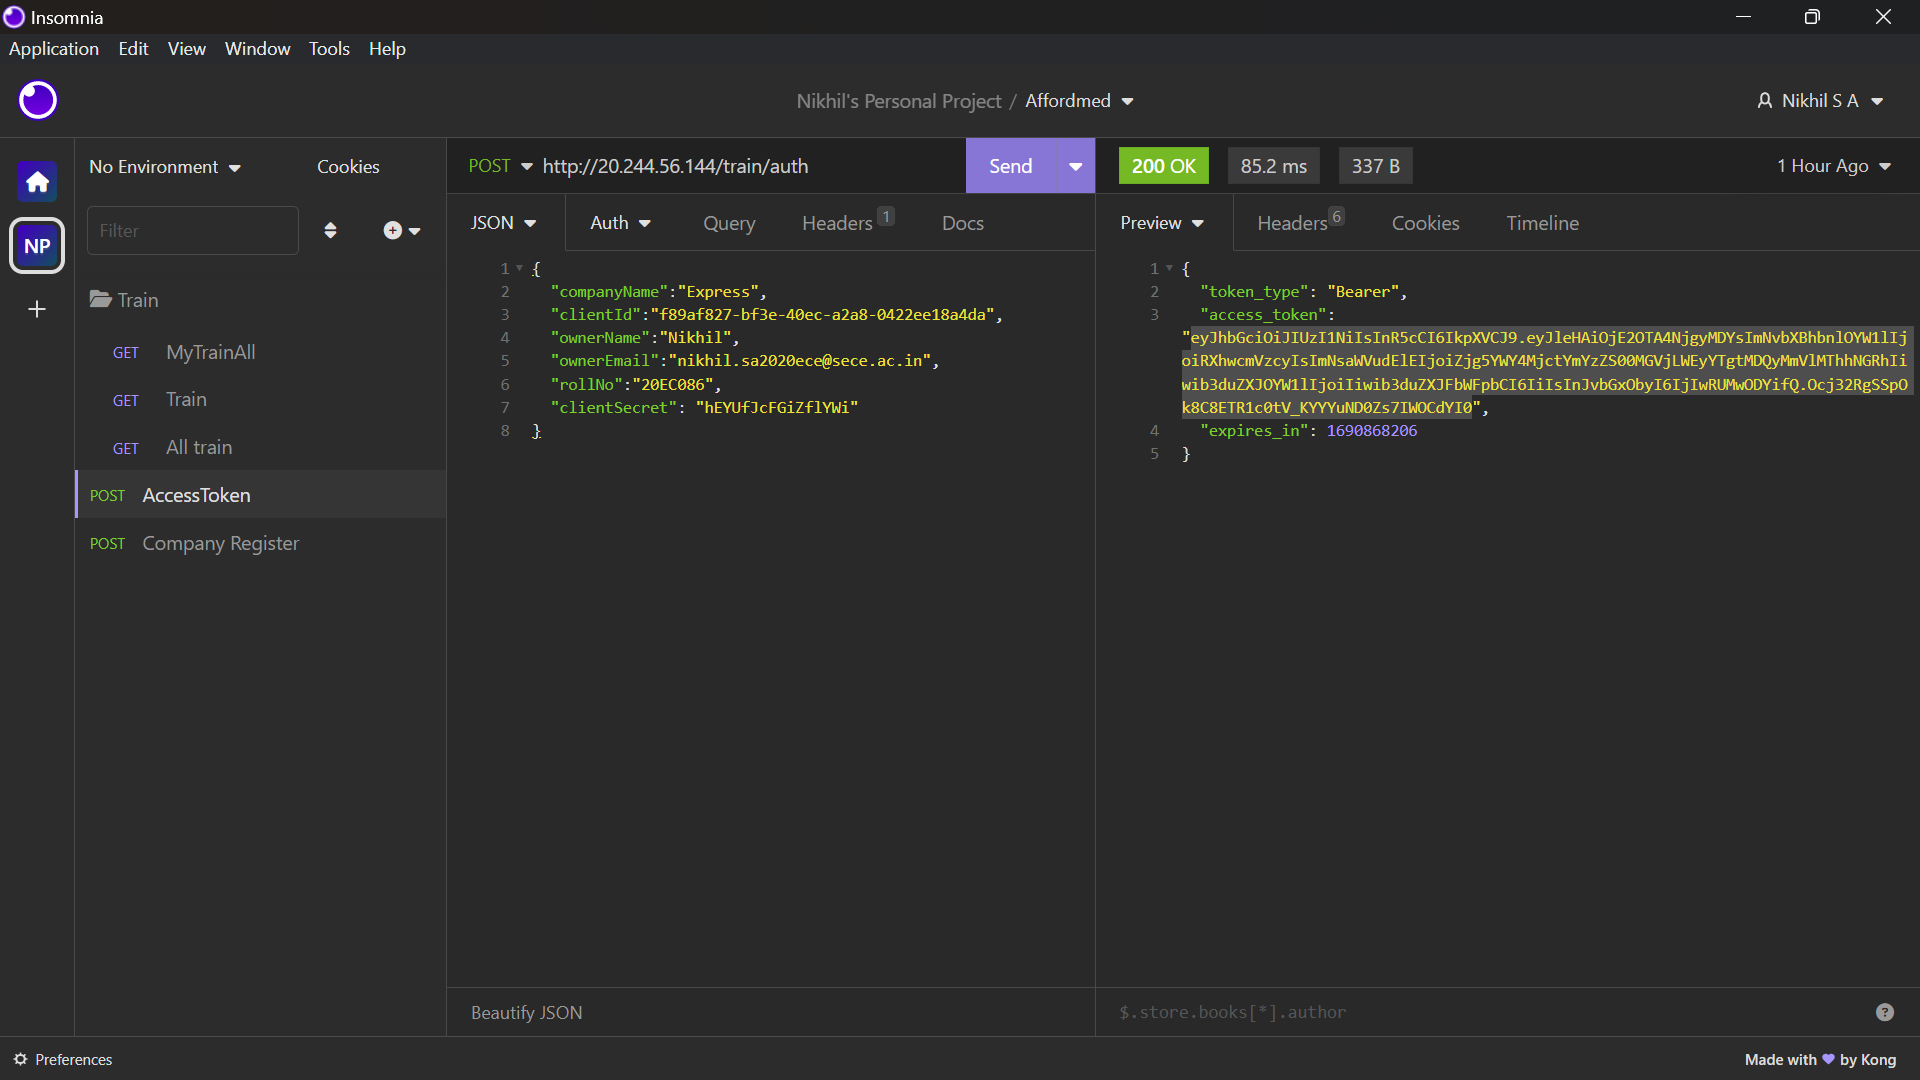 Insomnia
Application Edit View Window Tools Help
Nikhil's Personal Project / Affordmed
Nikhil S A
No Environment Cookies
POST http://20.244.56.144/train/auth Send
200 OK 85.2 ms 337 B 1 Hour Ago
NP
Filter
JSON Auth Query Headers 1 Docs
Preview Headers 6 Cookies Timeline
Train
GET MyTrainAll
GET Train
GET All train
POST AccessToken
POST Company Register
1 {
2 "companyName":"Express",
3 "clientId":"f89af827-bf3e-40ec-a2a8-0422ee18a4da",
4 "ownerName":"Nikhil",
5 "ownerEmail":"nikhil.sa2020ece@sece.ac.in",
6 "rollNo":"20EC086",
7 "clientSecret": "hEYUfJcFGiZflYWi"
8 }
1 {
2 "token_type": "Bearer",
3 "access_token":
"eyJhbGciOiJIUzI1NiIsInR5cCI6IkpXVCJ9.eyJleHAiOjE2OTA4NjgyMDYsImNvbXBhbnlOYW1lIj
oiRXhwcmVzcyIsImNsaWVudElEIjoiZjg5YWY4MjctYmYzZS00MGVjLWEyYTgtMDQyMmVlMThhNGRhIi
wib3duZXJOYW1lIjoiIiwib3duZXJFbWFpbCI6IiIsInJvbGxObyI6IjIwRUMwODYifQ.Ocj32RgSSpO
k8C8ETR1c0tV_KYYYuND0Zs7IWOCdYI0",
4 "expires_in": 1690868206
5 }
Beautify JSON
$.store.books[*].author
Preferences
Made with by Kong